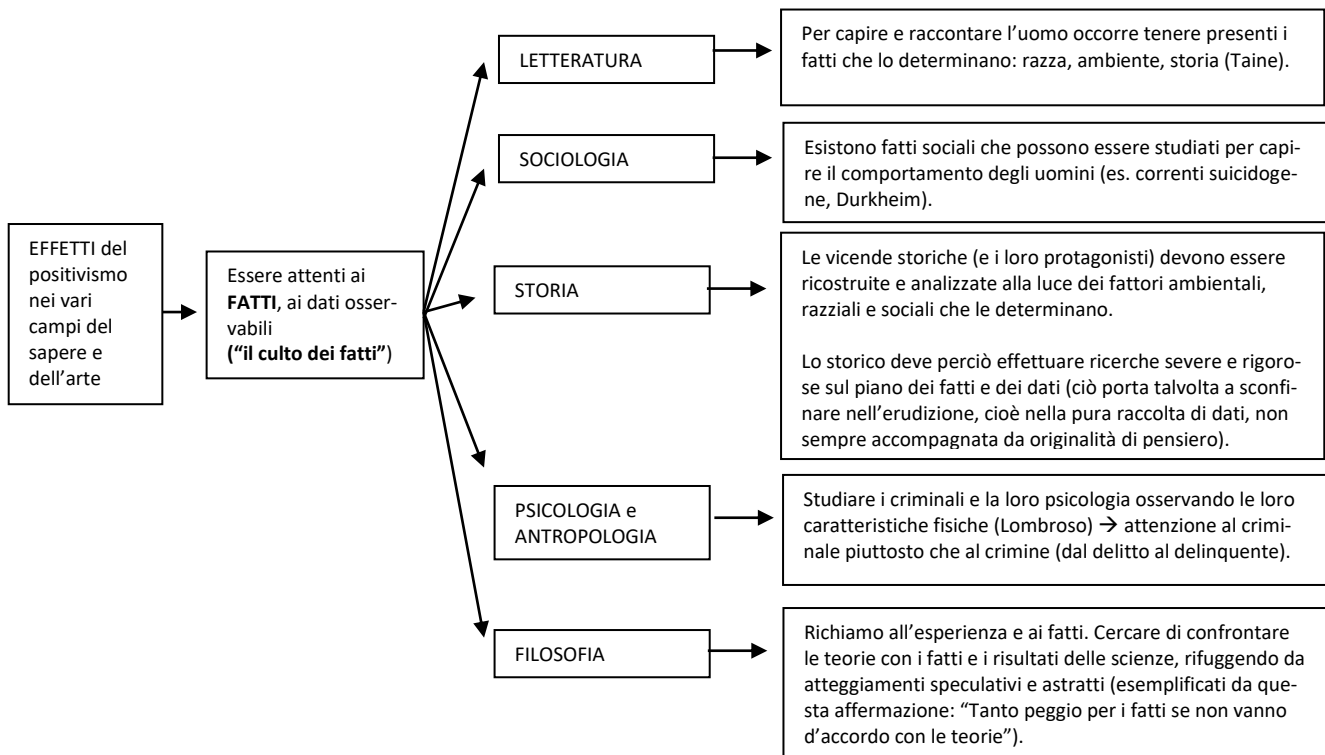 EFFETTI del
positivismo
nei vari
campi del
sapere e
dell’arte
Essere attenti ai
FATTI, ai dati osser-
vabili
(“il culto dei fatti”)
LETTERATURA
Per capire e raccontare l’uomo occorre tenere presenti i
fatti che lo determinano: razza, ambiente, storia (Taine).
SOCIOLOGIA
Esistono fatti sociali che possono essere studiati per capi-
re il comportamento degli uomini (es. correnti suicidoge-
ne, Durkheim).
STORIA
Le vicende storiche (e i loro protagonisti) devono essere
ricostruite e analizzate alla luce dei fattori ambientali,
razziali e sociali che le determinano.
Lo storico deve perciò effettuare ricerche severe e rigoro-
se sul piano dei fatti e dei dati (ciò porta talvolta a sconfi-
nare nell’erudizione, cioè nella pura raccolta di dati, non
sempre accompagnata da originalità di pensiero).
PSICOLOGIA e
ANTROPOLOGIA
Studiare i criminali e la loro psicologia osservando le loro
caratteristiche fisiche (Lombroso) → attenzione al crimi-
nale piuttosto che al crimine (dal delitto al delinquente).
FILOSOFIA
Richiamo all’esperienza e ai fatti. Cercare di confrontare
le teorie con i fatti e i risultati delle scienze, rifuggendo da
atteggiamenti speculativi e astratti (esemplificati da que-
sta affermazione: “Tanto peggio per i fatti se non vanno
d’accordo con le teorie”).